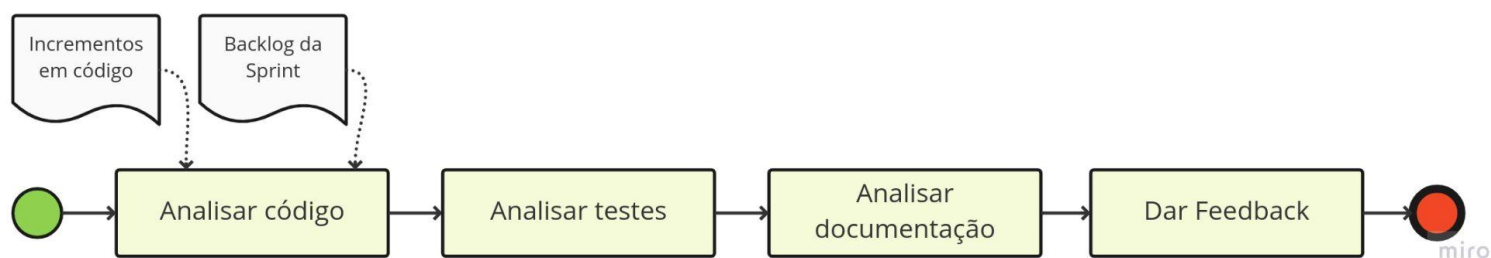 Incrementos
em código
Backlog da
Sprint
Analisar código
Analisar testes
Analisar
documentação
Dar Feedback
miro